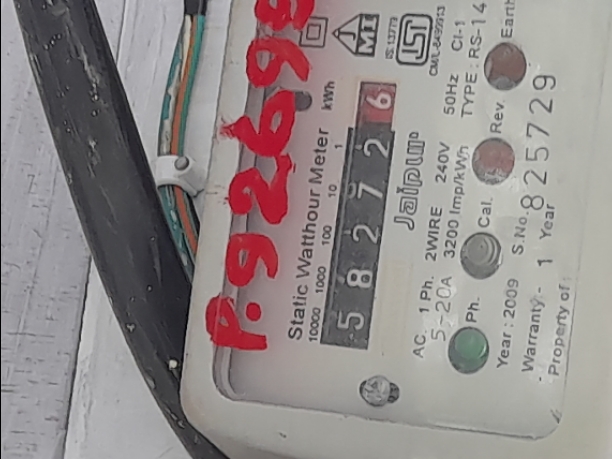 P.92698
Static Watthour Meter kWh
10000 1000 100 10 1
5 8 2 7 2 6
Jaipur
MI
ISI
IS 13779
AC. 1 Ph. 2WIRE 240V 50Hz Cl-1
5-20A 3200 Imp/kWh TYPE - RS-14
Ph. Cal. Rev. Earth
Year : 2009 S.No. 825729
Warranty:- 1 Year
Property of :